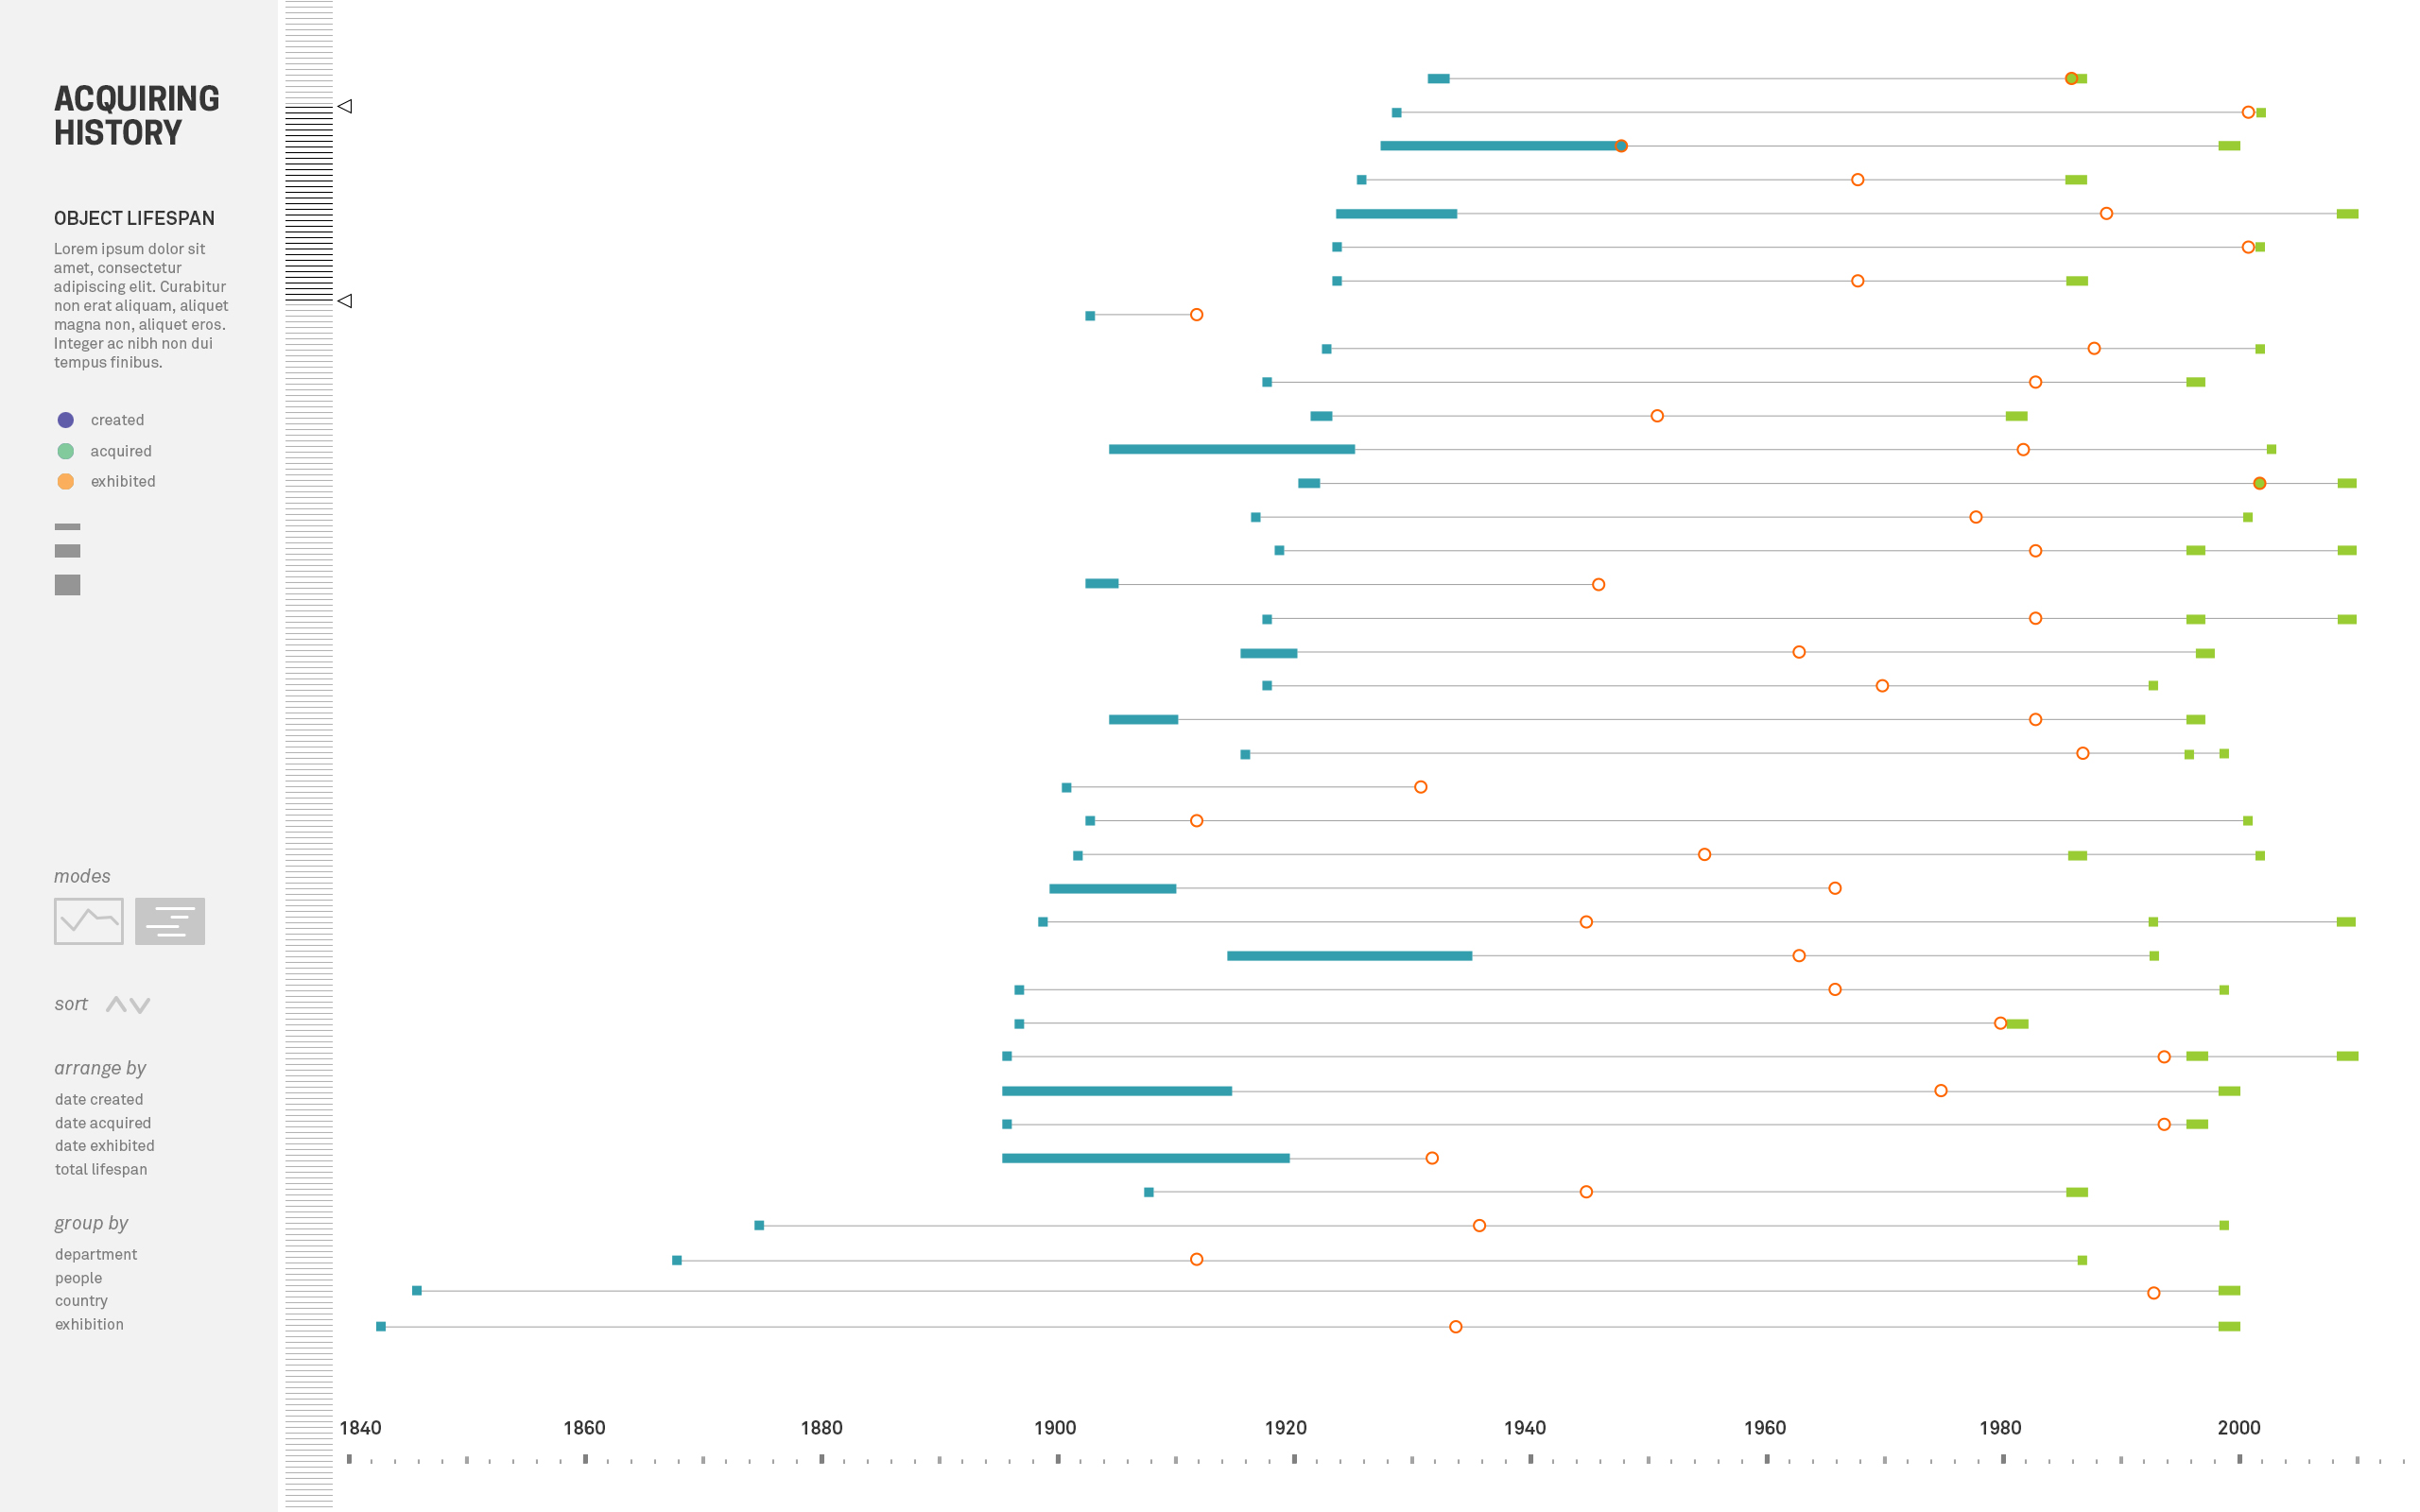 ACQUIRING
HISTORY
OBJECT LIFESPAN
Lorem ipsum dolor sit
amet, consectetur
adipiscing elit. Curabitur
non erat aliquam, aliquet
magna non, aliquet eros.
Integer ac nibh non dui
tempus finibus.
created
acquired
exhibited
modes
sort
arrange by
date created
date acquired
date exhibited
total lifespan
group by
department
people
country
exhibition
1840 1860 1880 1900 1920 1940 1960 1980 2000